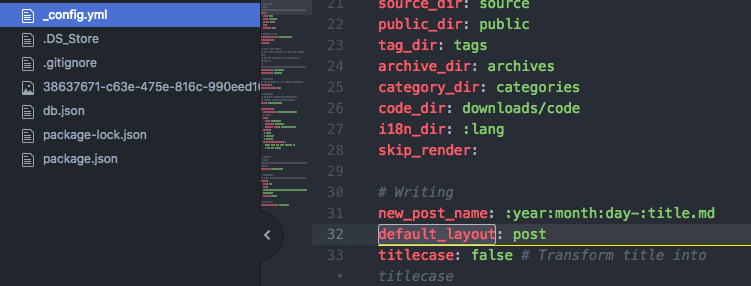 _config.yml
.DS_Store
.gitignore
38637671-c63e-475e-816c-990eed1
db.json
package-lock.json
package.json
21 source_dir: source
22 public_dir: public
23 tag_dir: tags
24 archive_dir: archives
25 category_dir: categories
26 code_dir: downloads/code
27 i18n_dir: :lang
28 skip_render:
29
30 # Writing
31 new_post_name: :year:month:day-:title.md
32 default_layout: post
33 titlecase: false # Transform title into
• titlecase